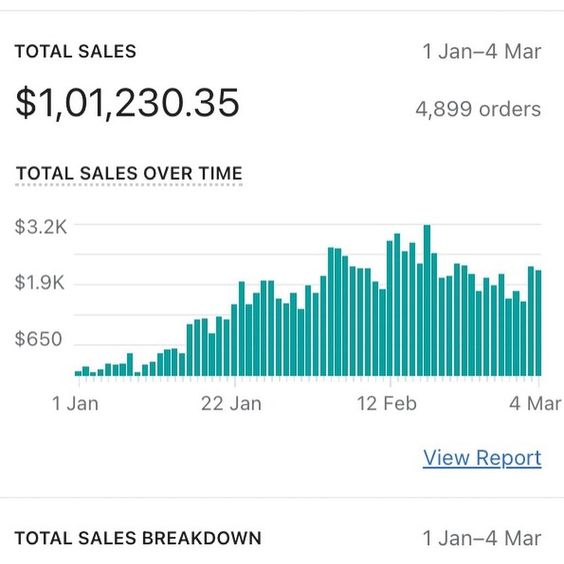 TOTAL SALES 1 Jan–4 Mar
$1,01,230.35 4,899 orders
TOTAL SALES OVER TIME
$3.2K
$1.9K
$650
1 Jan 22 Jan 12 Feb 4 Mar
View Report
TOTAL SALES BREAKDOWN 1 Jan–4 Mar